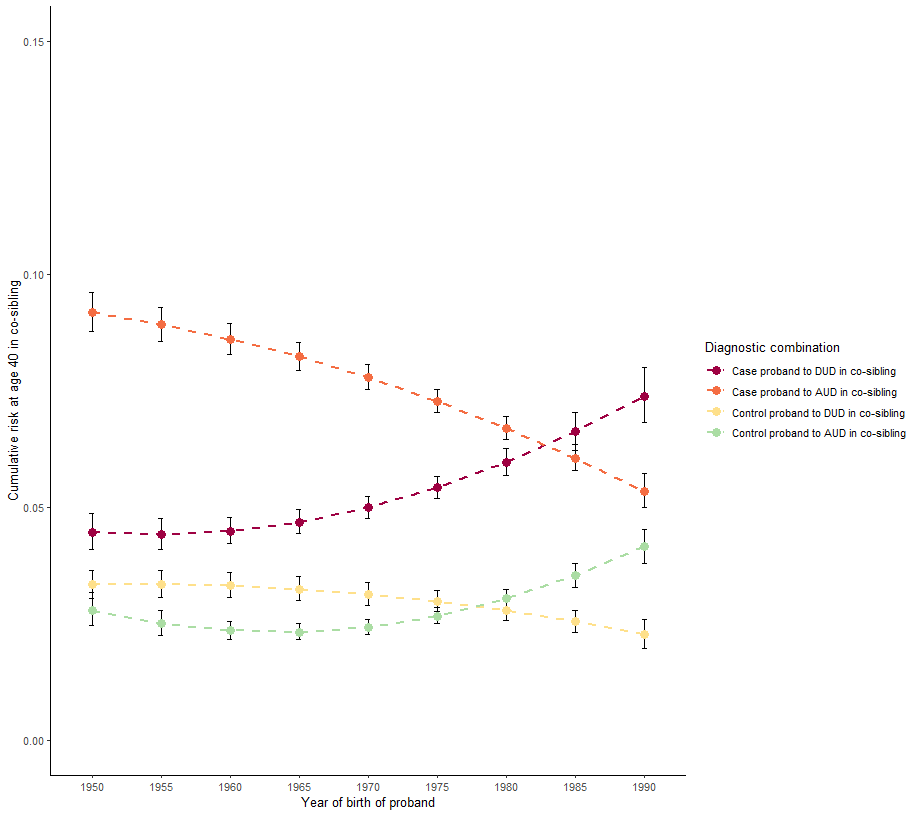 Cumulative risk at age 40 in co-sibling
0.15
0.10
0.05
0.00
1950 1955 1960 1965 1970 1975 1980 1985 1990
Year of birth of proband
Diagnostic combination
Case proband to DUD in co-sibling
Case proband to AUD in co-sibling
Control proband to DUD in co-sibling
Control proband to AUD in co-sibling